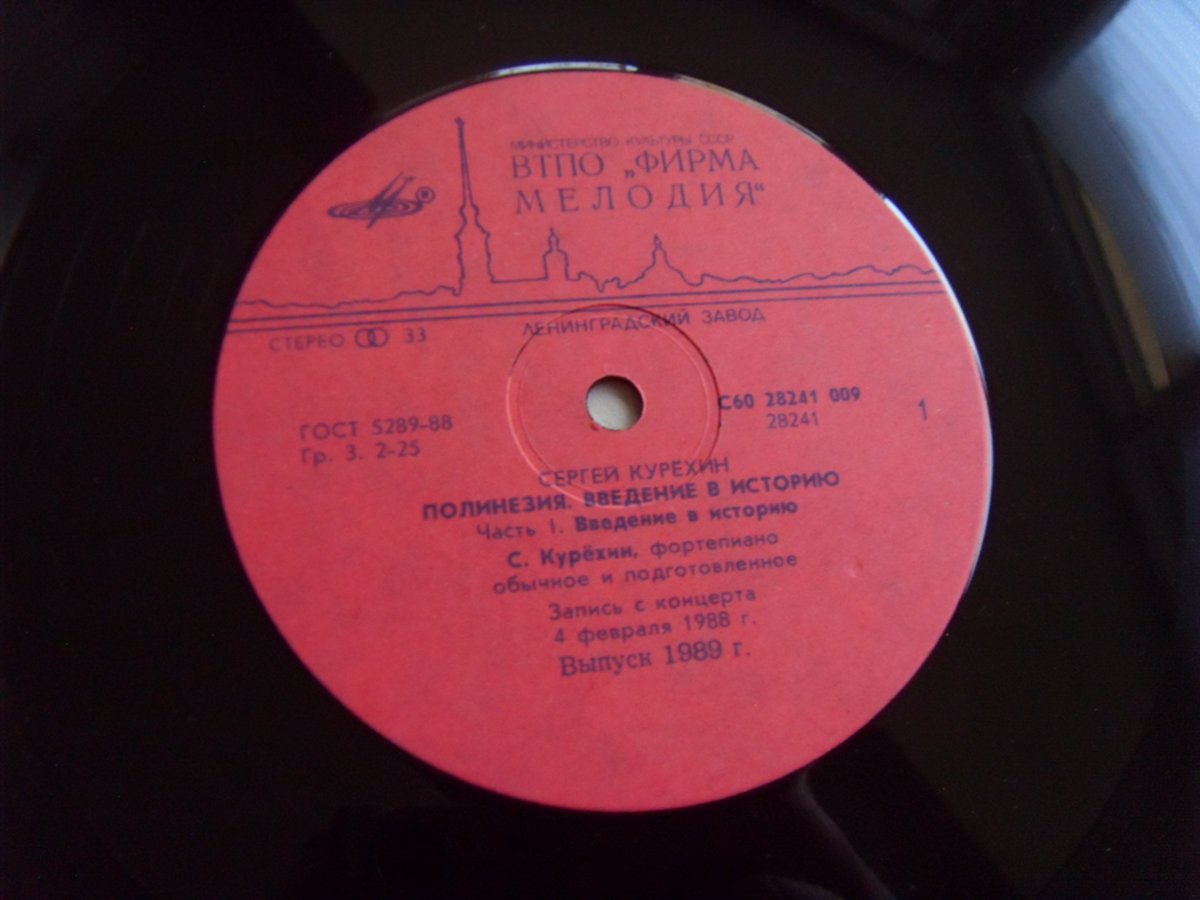 МИНИСТЕРСТВО КУЛЬТУРЫ СССР
ВТПО „ФИРМА
МЕЛОДИЯ“
®
СТЕРЕО 33
ЛЕНИНГРАДСКИЙ ЗАВОД
ГОСТ 5289-88
Гр. 3. 2-25
С60 28241 009
28241
1
СЕРГЕЙ КУРЁХИН
ПОЛИНЕЗИЯ. ВВЕДЕНИЕ В ИСТОРИЮ
Часть I. Введение в историю
С. Курёхин, фортепиано
обычное и подготовленное
Запись с концерта
4 февраля 1988 г.
Выпуск 1989 г.